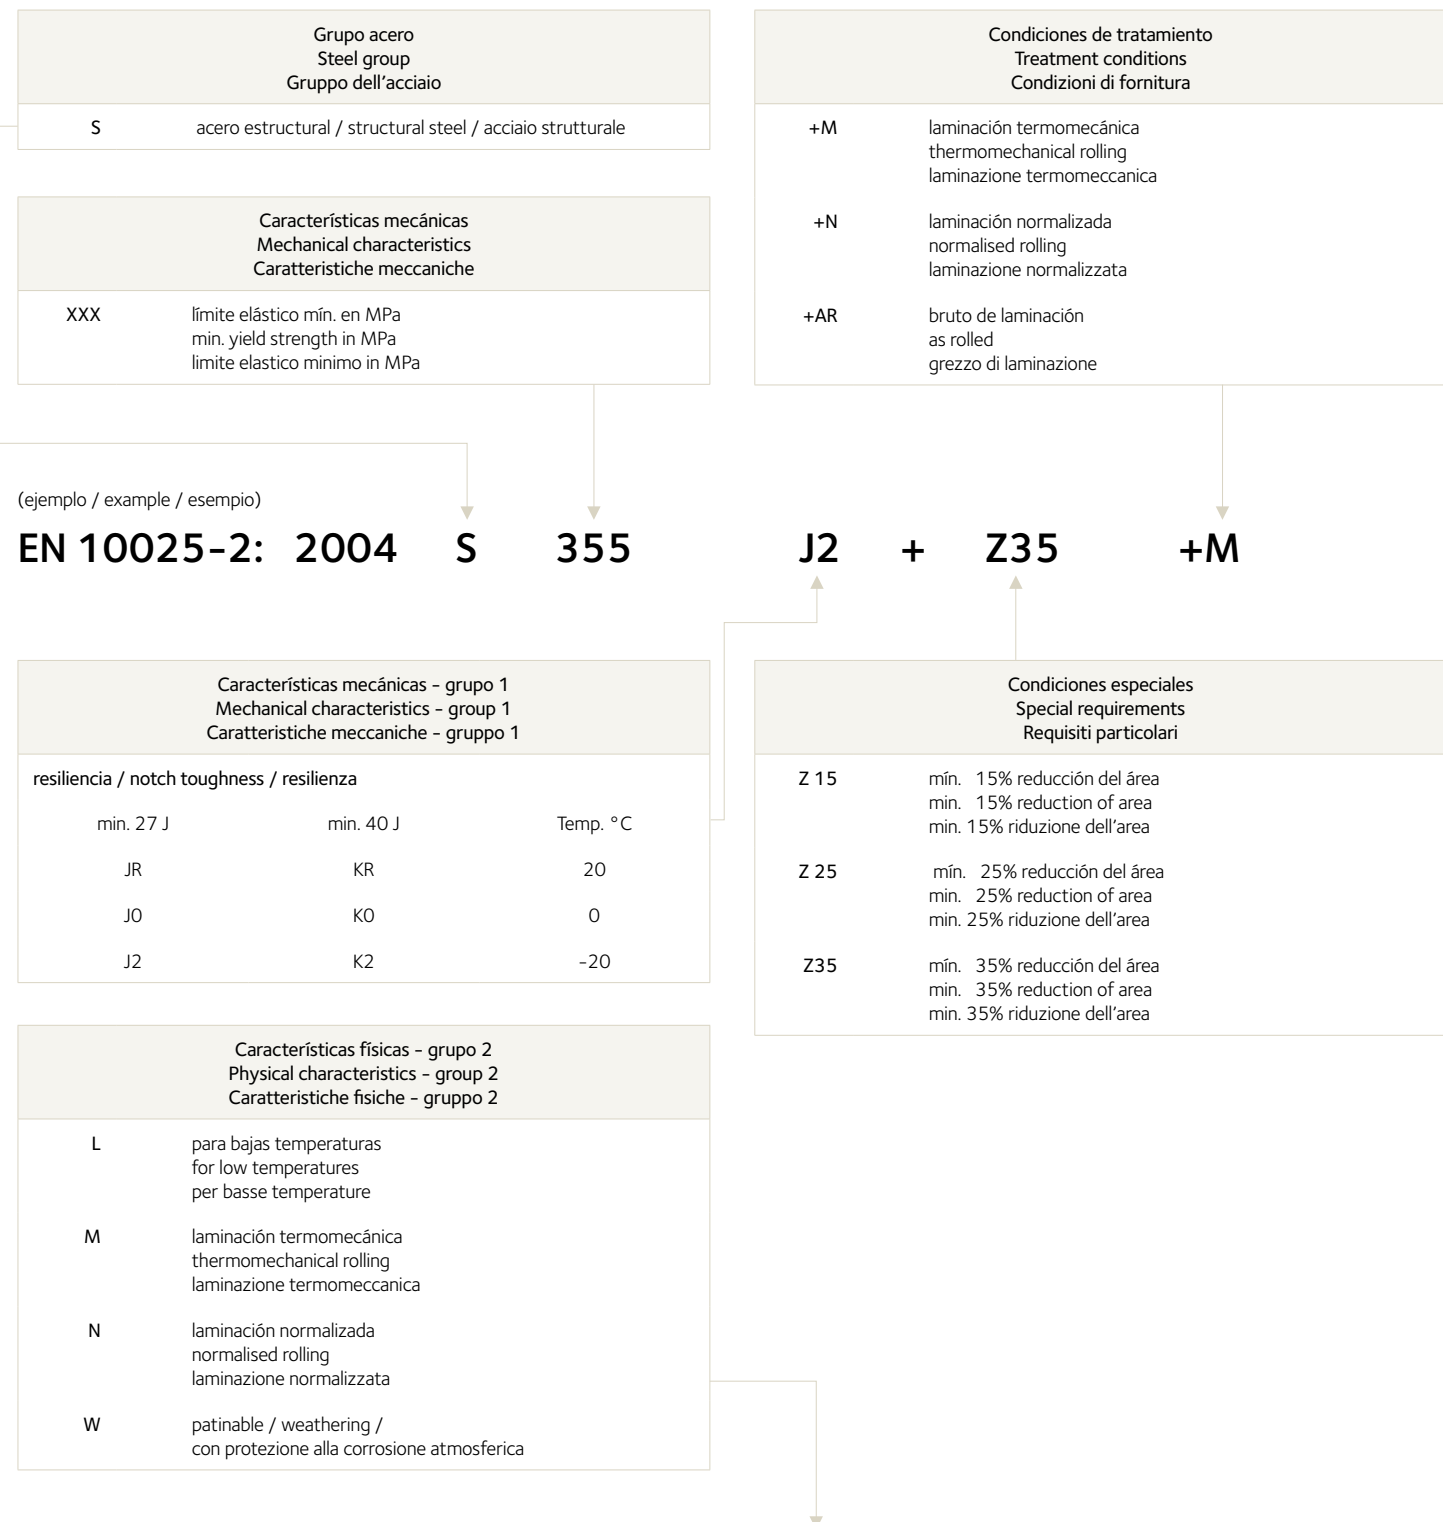 Grupo acero
Steel group
Gruppo dell'acciaio
S acero estructural / structural steel / acciaio strutturale
Características mecánicas
Mechanical characteristics
Caratteristiche meccaniche
XXX límite elástico mín. en MPa
min. yield strength in MPa
limite elastico minimo in MPa
Condiciones de tratamiento
Treatment conditions
Condizioni di fornitura
+M laminación termomecánica
thermomechanical rolling
laminazione termomeccanica
+N laminación normalizada
normalised rolling
laminazione normalizzata
+AR bruto de laminación
as rolled
grezzo di laminazione
(ejemplo / example / esempio)
EN 10025-2: 2004 S 355 J2 + Z35 +M
Características mecánicas - grupo 1
Mechanical characteristics - group 1
Caratteristiche meccaniche - gruppo 1
resiliencia / notch toughness / resilienza
min. 27 J min. 40 J Temp. °C
JR KR 20
J0 K0 0
J2 K2 -20
Condiciones especiales
Special requirements
Requisiti particolari
Z 15 mín. 15% reducción del área
min. 15% reduction of area
min. 15% riduzione dell'area
Z 25 mín. 25% reducción del área
min. 25% reduction of area
min. 25% riduzione dell'area
Z35 mín. 35% reducción del área
min. 35% reduction of area
min. 35% riduzione dell'area
Características físicas - grupo 2
Physical characteristics - group 2
Caratteristiche fisiche - gruppo 2
L para bajas temperaturas
for low temperatures
per basse temperature
M laminación termomecánica
thermomechanical rolling
laminazione termomeccanica
N laminación normalizada
normalised rolling
laminazione normalizzata
W patinable / weathering /
con protezione alla corrosione atmosferica